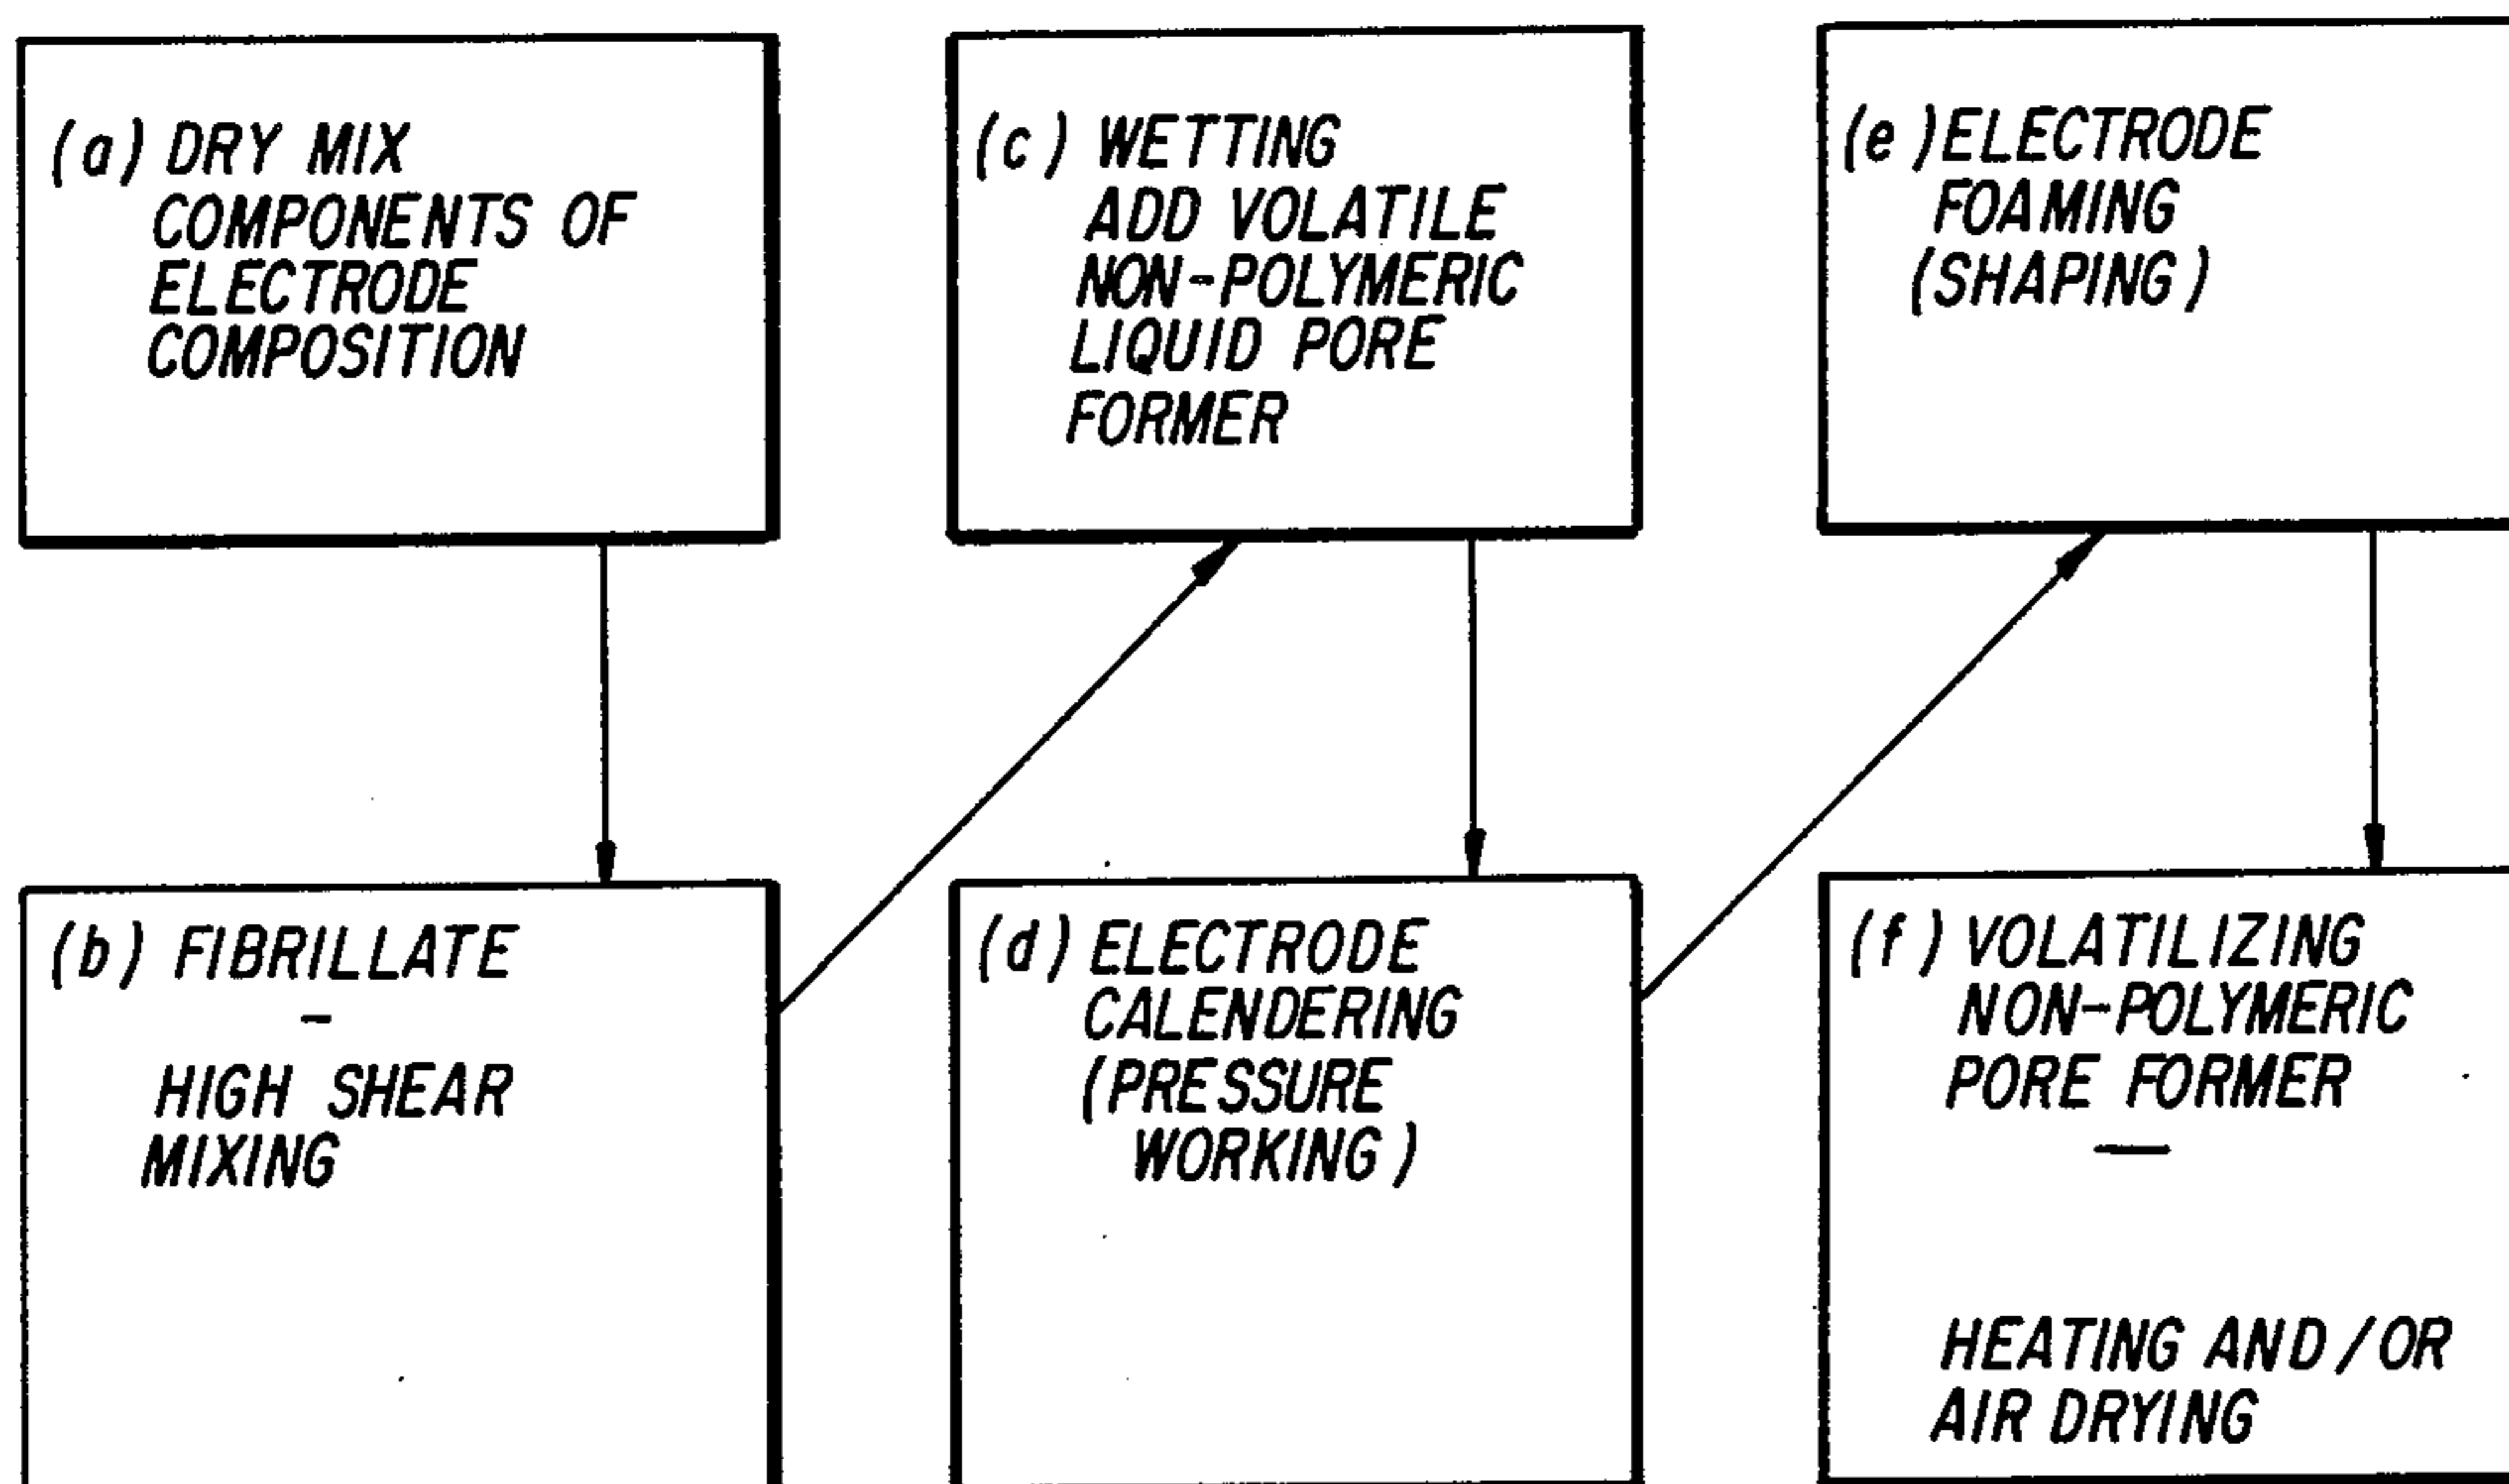 (a) DRY MIX
COMPONENTS OF
ELECTRODE
COMPOSITION
(b) FIBRILLATE
-
HIGH SHEAR
MIXING
(c) WETTING
ADD VOLATILE
NON-POLYMERIC
LIQUID PORE
FORMER
(d) ELECTRODE
CALENDERING
(PRESSURE
WORKING)
(e) ELECTRODE
FOAMING
(SHAPING)
(f) VOLATILIZING
NON-POLYMERIC
PORE FORMER
—
HEATING AND/OR
AIR DRYING